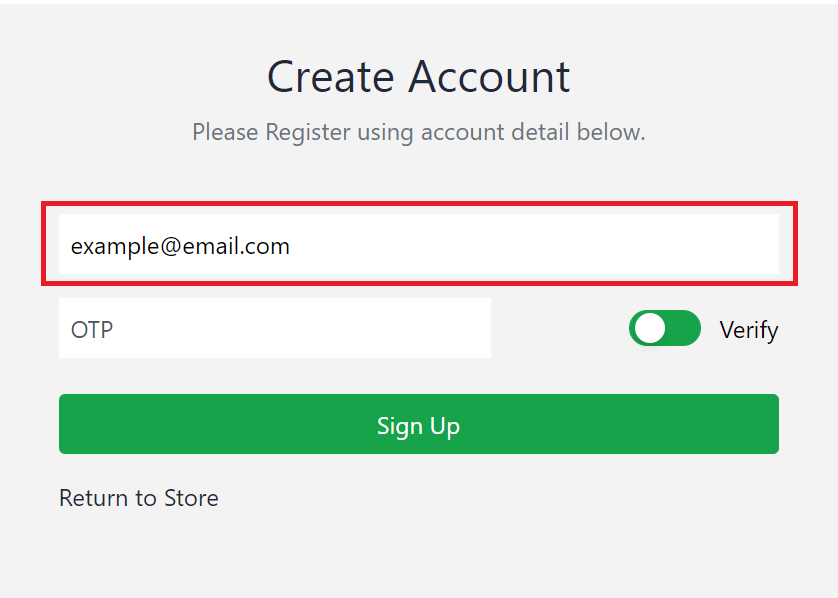 Create Account
Please Register using account detail below.
example@email.com
OTP
Verify
Sign Up
Return to Store